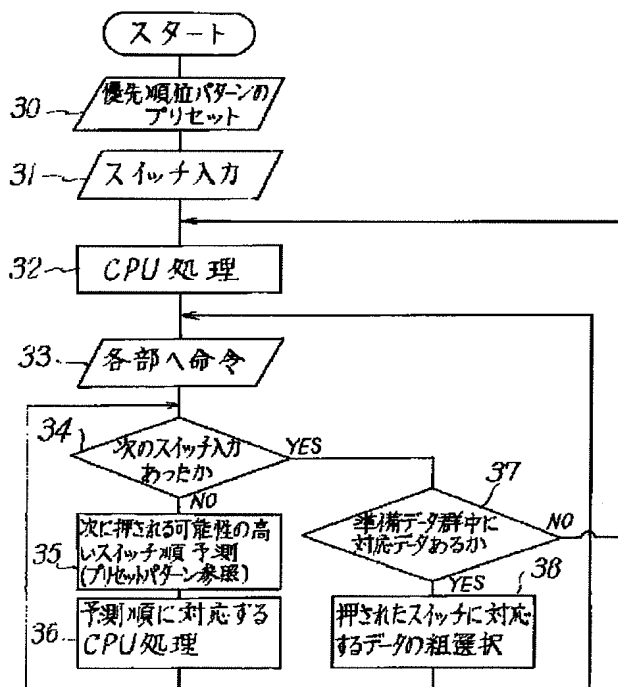 スタート
30
優先順位パターンの
プリセット
31
スイッチ入力
32
CPU処理
33
各部へ命令
34
次のスイッチ入力
あったか
YES
NO
35
次に押される可能性の高
いスイッチ順予測
(プリセットパターン参照)
36
予測順に対応する
CPU処理
37
準備データ群中に
対応データあるか
NO
YES
38
押されたスイッチに対応
するデータの組選択